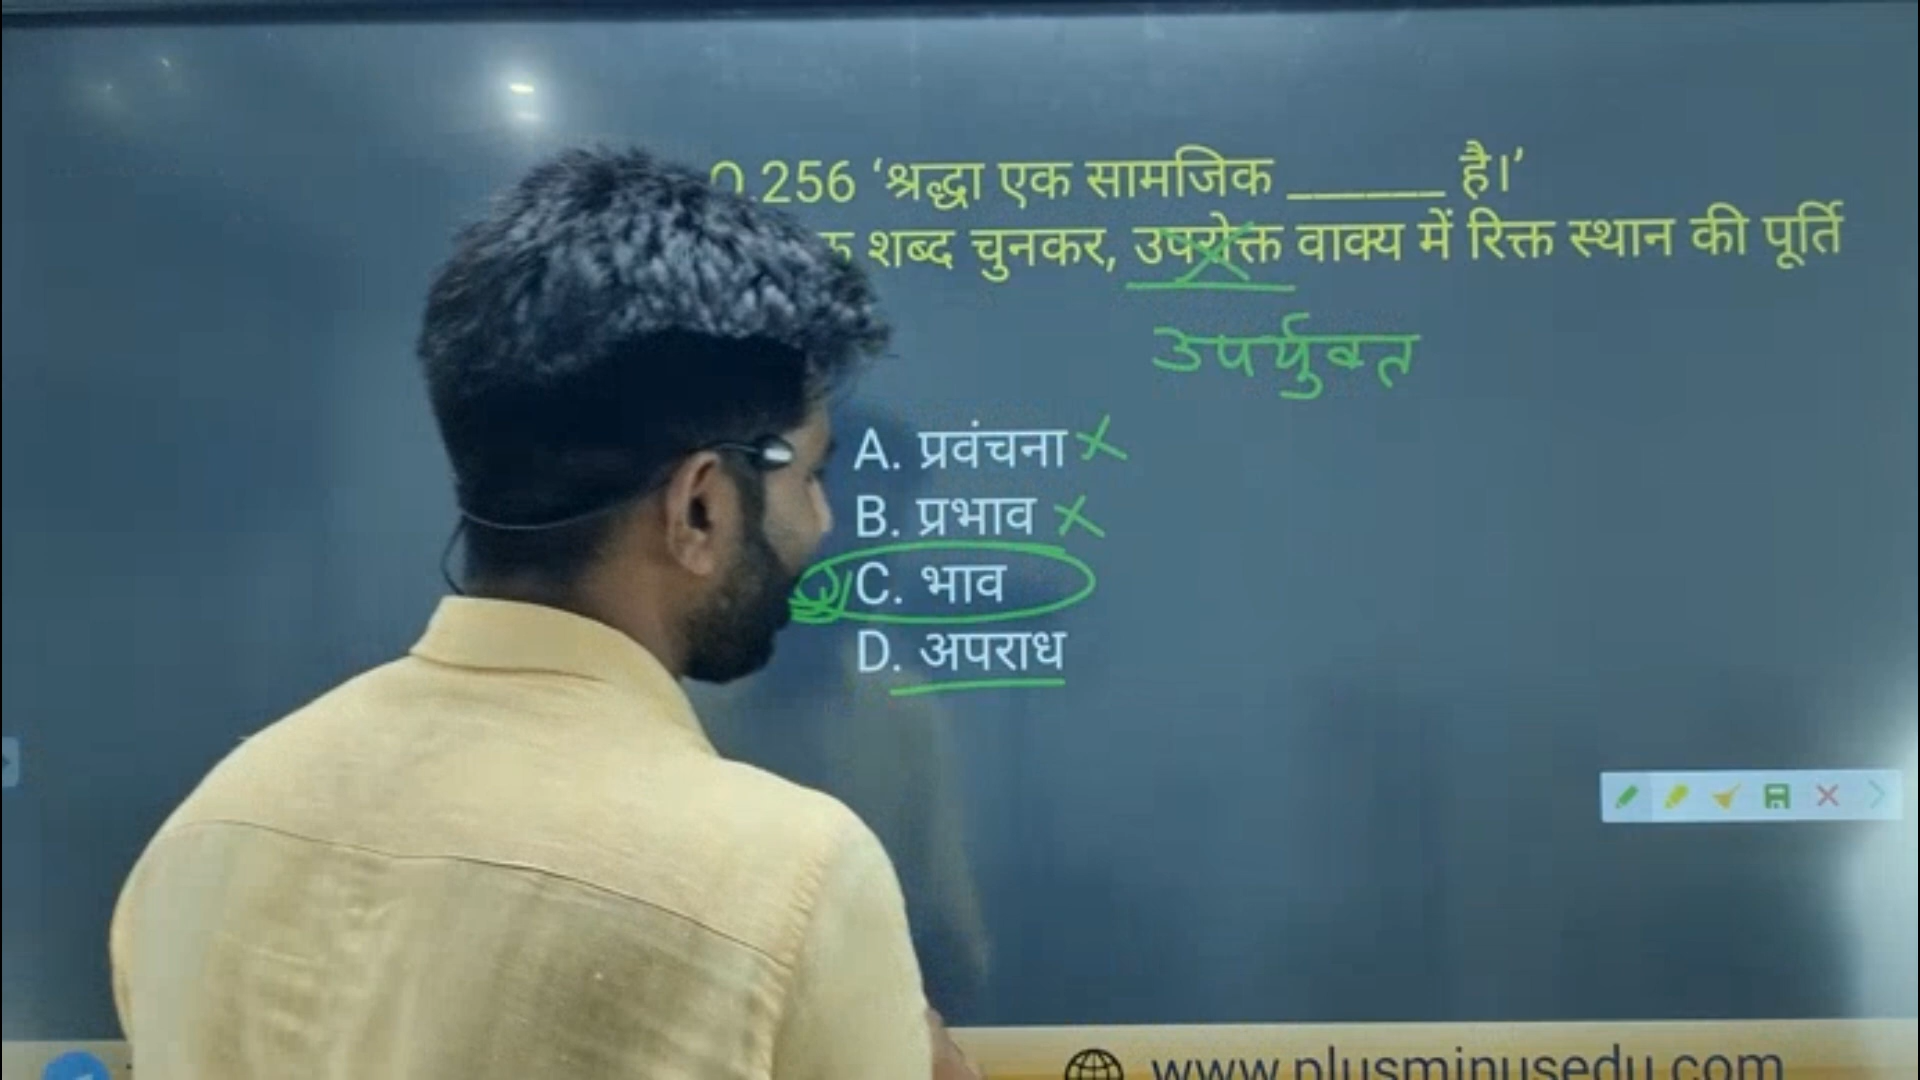 .256 ‘श्रद्धा एक सामजिक ______ है।’
शब्द चुनकर, उपरोक्त वाक्य में रिक्त स्थान की पूर्ति
उपर्युक्त
A. प्रवंचना
B. प्रभाव
C. भाव
D. अपराध
www.plusminusedu.com